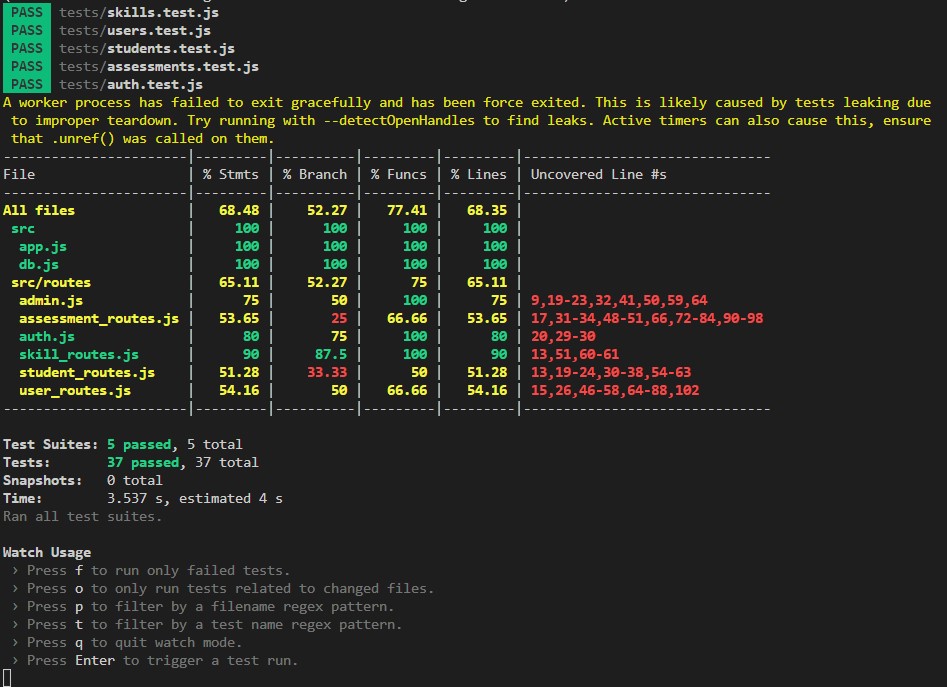 PASS  tests/skills.test.js
PASS  tests/users.test.js
PASS  tests/students.test.js
PASS  tests/assessments.test.js
PASS  tests/auth.test.js
A worker process has failed to exit gracefully and has been force exited. This is likely caused by tests leaking due
 to improper teardown. Try running with --detectOpenHandles to find leaks. Active timers can also cause this, ensure
 that .unref() was called on them.
-----------------------|---------|----------|---------|---------|-------------------------------
File                   | % Stmts | % Branch | % Funcs | % Lines | Uncovered Line #s
-----------------------|---------|----------|---------|---------|-------------------------------
All files              |   68.48 |    52.27 |   77.41 |   68.35 |
 src                   |     100 |      100 |     100 |     100 |
  app.js               |     100 |      100 |     100 |     100 |
  db.js                |     100 |      100 |     100 |     100 |
 src/routes            |   65.11 |    52.27 |      75 |   65.11 |
  admin.js             |      75 |       50 |     100 |      75 | 9,19-23,32,41,50,59,64
  assessment_routes.js |   53.65 |       25 |   66.66 |   53.65 | 17,31-34,48-51,66,72-84,90-98
  auth.js              |      80 |       75 |     100 |      80 | 20,29-30
  skill_routes.js      |      90 |     87.5 |     100 |      90 | 13,51,60-61
  student_routes.js    |   51.28 |    33.33 |      50 |   51.28 | 13,19-24,30-38,54-63
  user_routes.js       |   54.16 |       50 |   66.66 |   54.16 | 15,26,46-58,64-88,102
-----------------------|---------|----------|---------|---------|-------------------------------
Test Suites: 5 passed, 5 total
Tests:       37 passed, 37 total
Snapshots:   0 total
Time:        3.537 s, estimated 4 s
Ran all test suites.
Watch Usage
 › Press f to run only failed tests.
 › Press o to only run tests related to changed files.
 › Press p to filter by a filename regex pattern.
 › Press t to filter by a test name regex pattern.
 › Press q to quit watch mode.
 › Press Enter to trigger a test run.